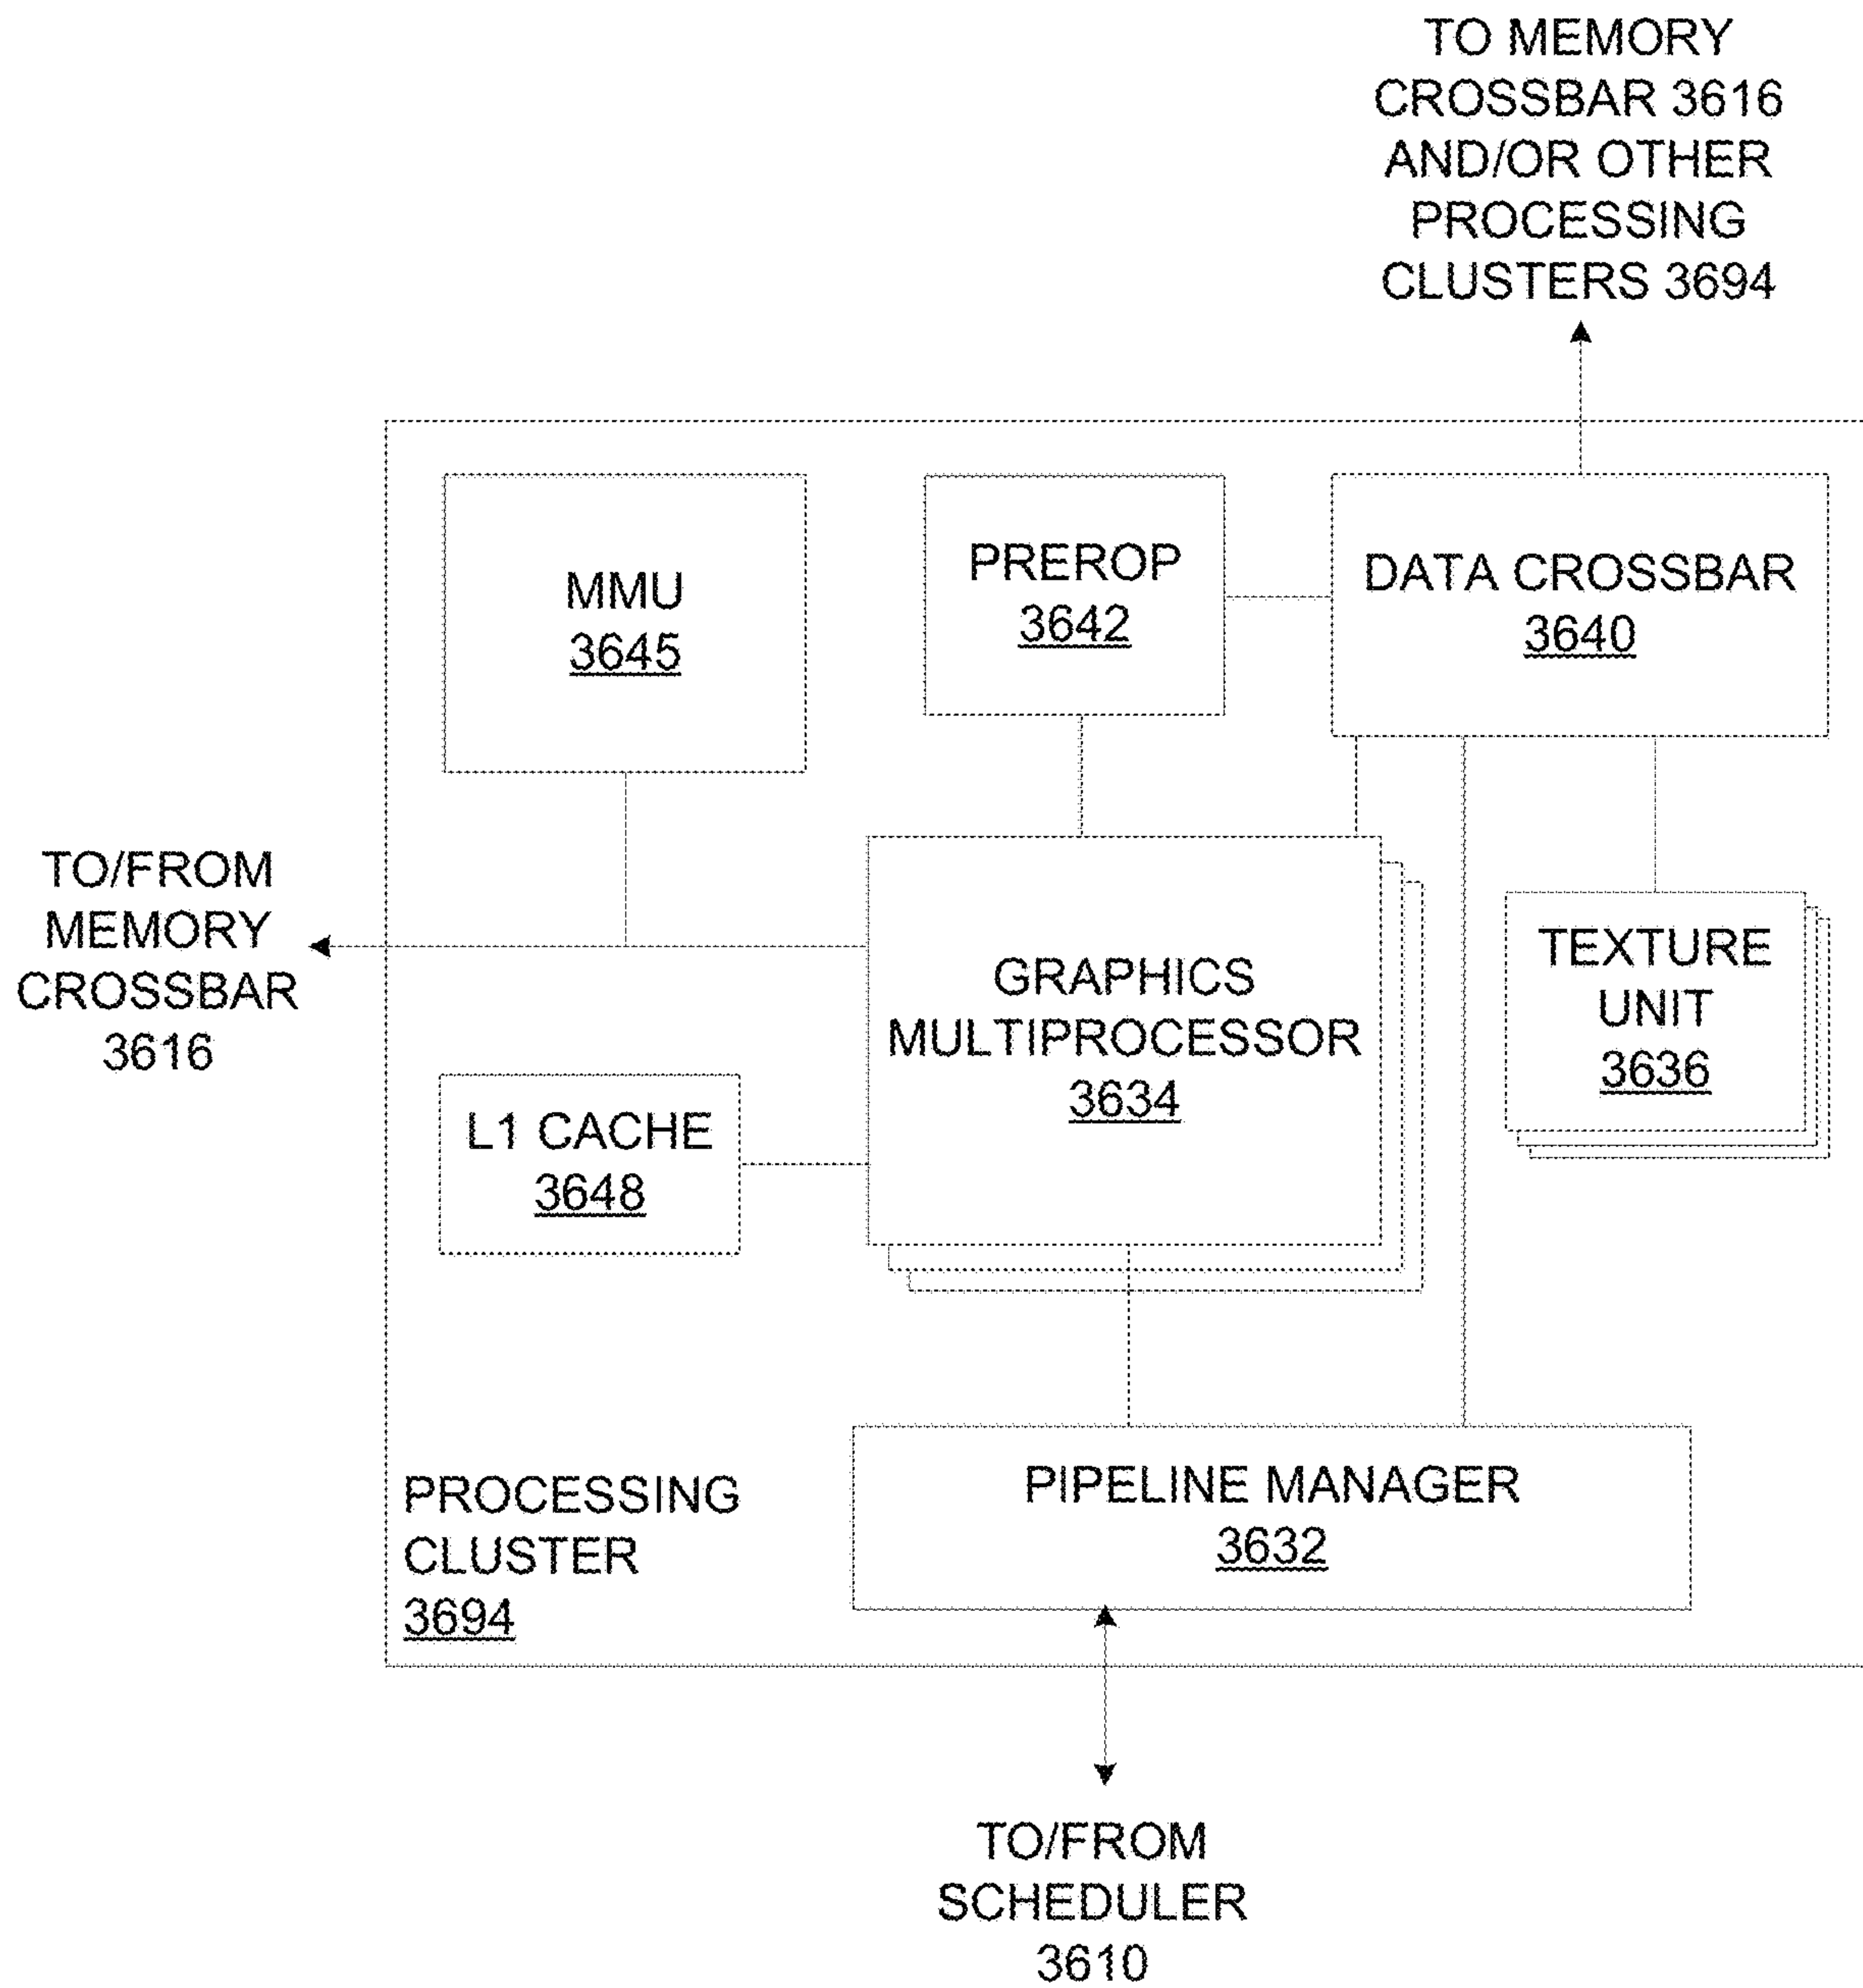 TO MEMORY
CROSSBAR 3616
AND/OR OTHER
PROCESSING
CLUSTERS 3694
MMU
3645
PREROP
3642
DATA CROSSBAR
3640
TO/FROM
MEMORY
CROSSBAR
3616
GRAPHICS
MULTIPROCESSOR
3634
TEXTURE
UNIT
3636
L1 CACHE
3648
PROCESSING
CLUSTER
3694
PIPELINE MANAGER
3632
TO/FROM
SCHEDULER
3610